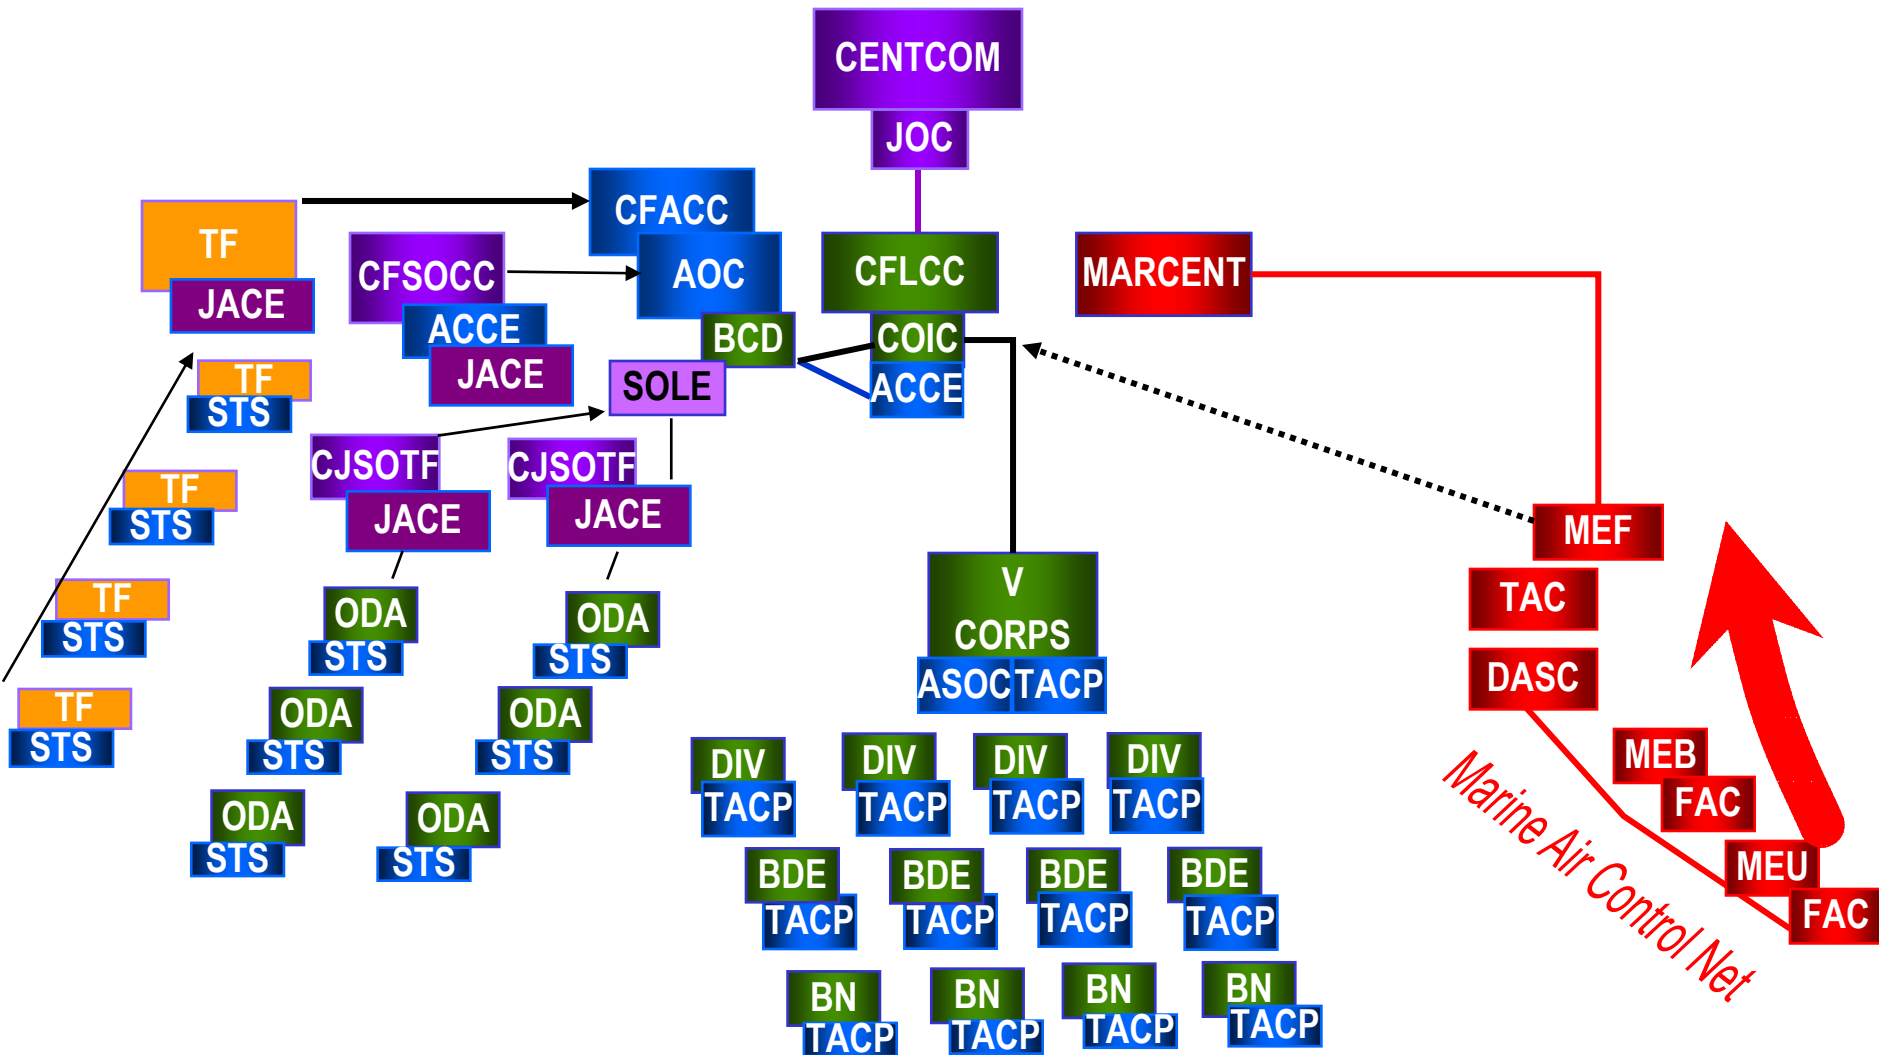 CENTCOM
JOC
CFACC
AOC
BCD
SOLE
TF
JACE
CFSOCC
ACCE
JACE
CFLCC
COIC
ACCE
MARCENT
TF
STS
TF
STS
TF
STS
TF
STS
CJSOTF
JACE
CJSOTF
JACE
ODA
STS
ODA
STS
ODA
STS
ODA
STS
ODA
STS
ODA
STS
V
CORPS
ASOC TACP
DIV
TACP
DIV
TACP
DIV
TACP
DIV
TACP
BDE
TACP
BDE
TACP
BDE
TACP
BDE
TACP
BN
TACP
BN
TACP
BN
TACP
BN
TACP
MEF
TAC
DASC
MEB
FAC
MEU
FAC
Marine Air Control Net